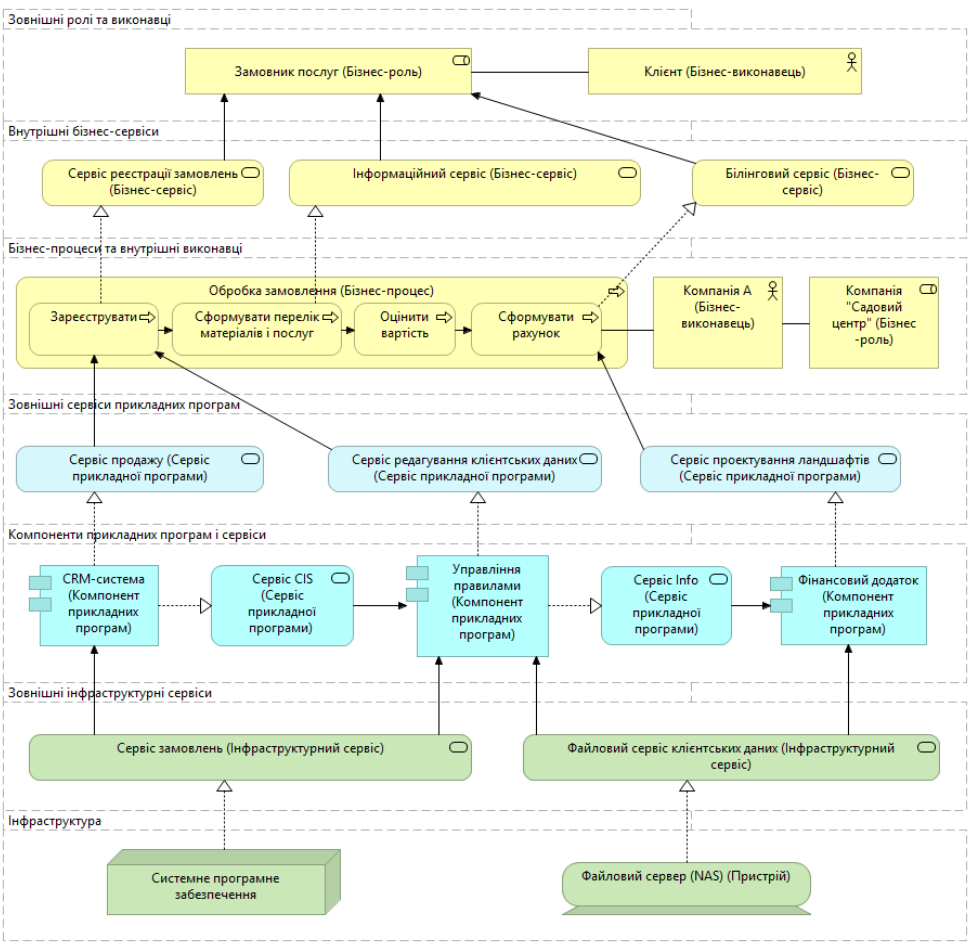 Зовнішні ролі та виконавці
Замовник послуг (Бізнес-роль)
Клієнт (Бізнес-виконавець)
Внутрішні бізнес-сервіси
Сервіс реєстрації замовлень
(Бізнес-сервіс)
Інформаційний сервіс (Бізнес-сервіс)
Білінговий сервіс (Бізнес-
сервіс)
Бізнес-процеси та внутрішні виконавці
Обробка замовлення (Бізнес-процес)
Зареєструвати
Сформувати перелік
матеріалів і послуг
Оцінити
вартість
Сформувати
рахунок
Компанія А
(Бізнес-
виконавець)
Компанія
"Садовий
центр" (Бізнес
-роль)
Зовнішні сервіси прикладних програм
Сервіс продажу (Сервіс
прикладної програми)
Сервіс редагування клієнтських даних
(Сервіс прикладної програми)
Сервіс проектування ландшафтів
(Сервіс прикладної програми)
Компоненти прикладних програм і сервіси
CRM-система
(Компонент
прикладних
програм)
Сервіс CIS
(Сервіс
прикладної
програми)
Управління
правилами
(Компонент
прикладних
програм)
Сервіс Info
(Сервіс
прикладної
програми)
Фінансовий додаток
(Компонент
прикладних
програм)
Зовнішні інфраструктурні сервіси
Сервіс замовлень (Інфраструктурний сервіс)
Файловий сервіс клієнтських даних (Інфраструктурний
сервіс)
Інфраструктура
Системне програмне
забезпечення
Файловий сервер (NAS) (Пристрій)